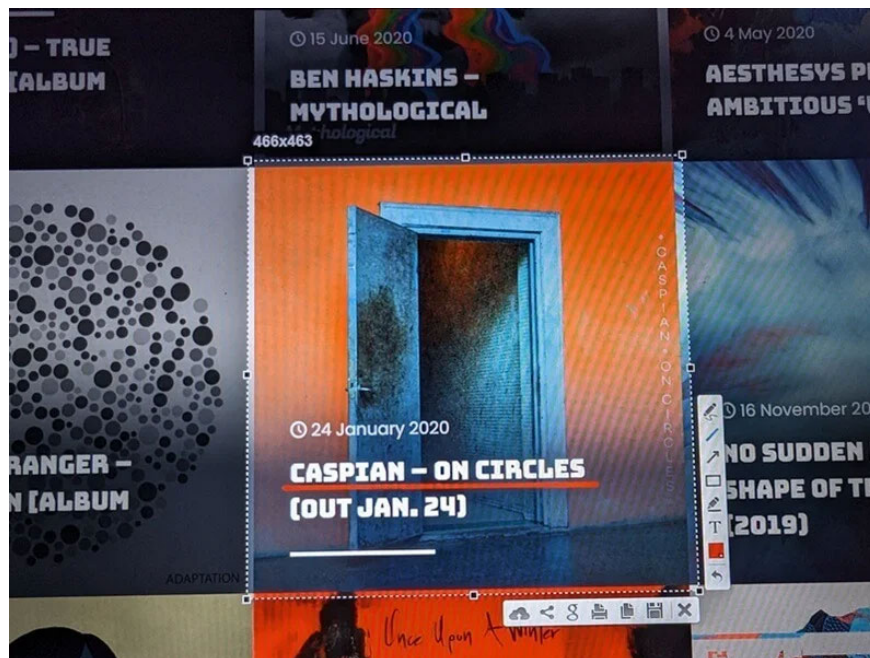 15 June 2020
4 May 2020
– TRUE
[ALBUM
BEN HASKINS –
MYTHOLOGICAL
Mythological
AESTHESYS
AMBITIOUS
466x463
• CASPIAN • ON CIRCLES
24 January 2020
CASPIAN – ON CIRCLES
(OUT JAN. 24)
RANGER –
N [ALBUM
ADAPTATION
16 November
NO SUDDEN
SHAPE OF
(2019)
T
g
Once Upon A Winter